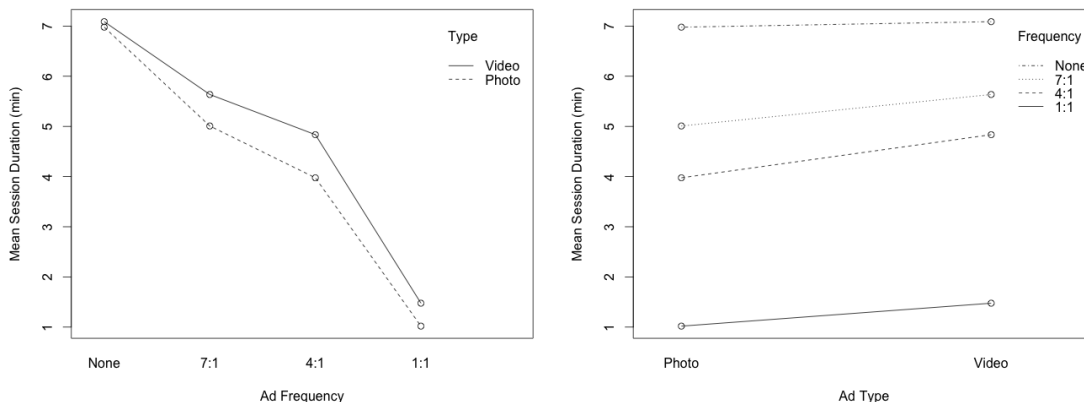 Mean Session Duration (min)
7
6
5
4
3
2
1
None
7:1
4:1
1:1
Ad Frequency
Type
Video
Photo
Mean Session Duration (min)
7
6
5
4
3
2
1
Photo
Video
Ad Type
Frequency
None
7:1
4:1
1:1